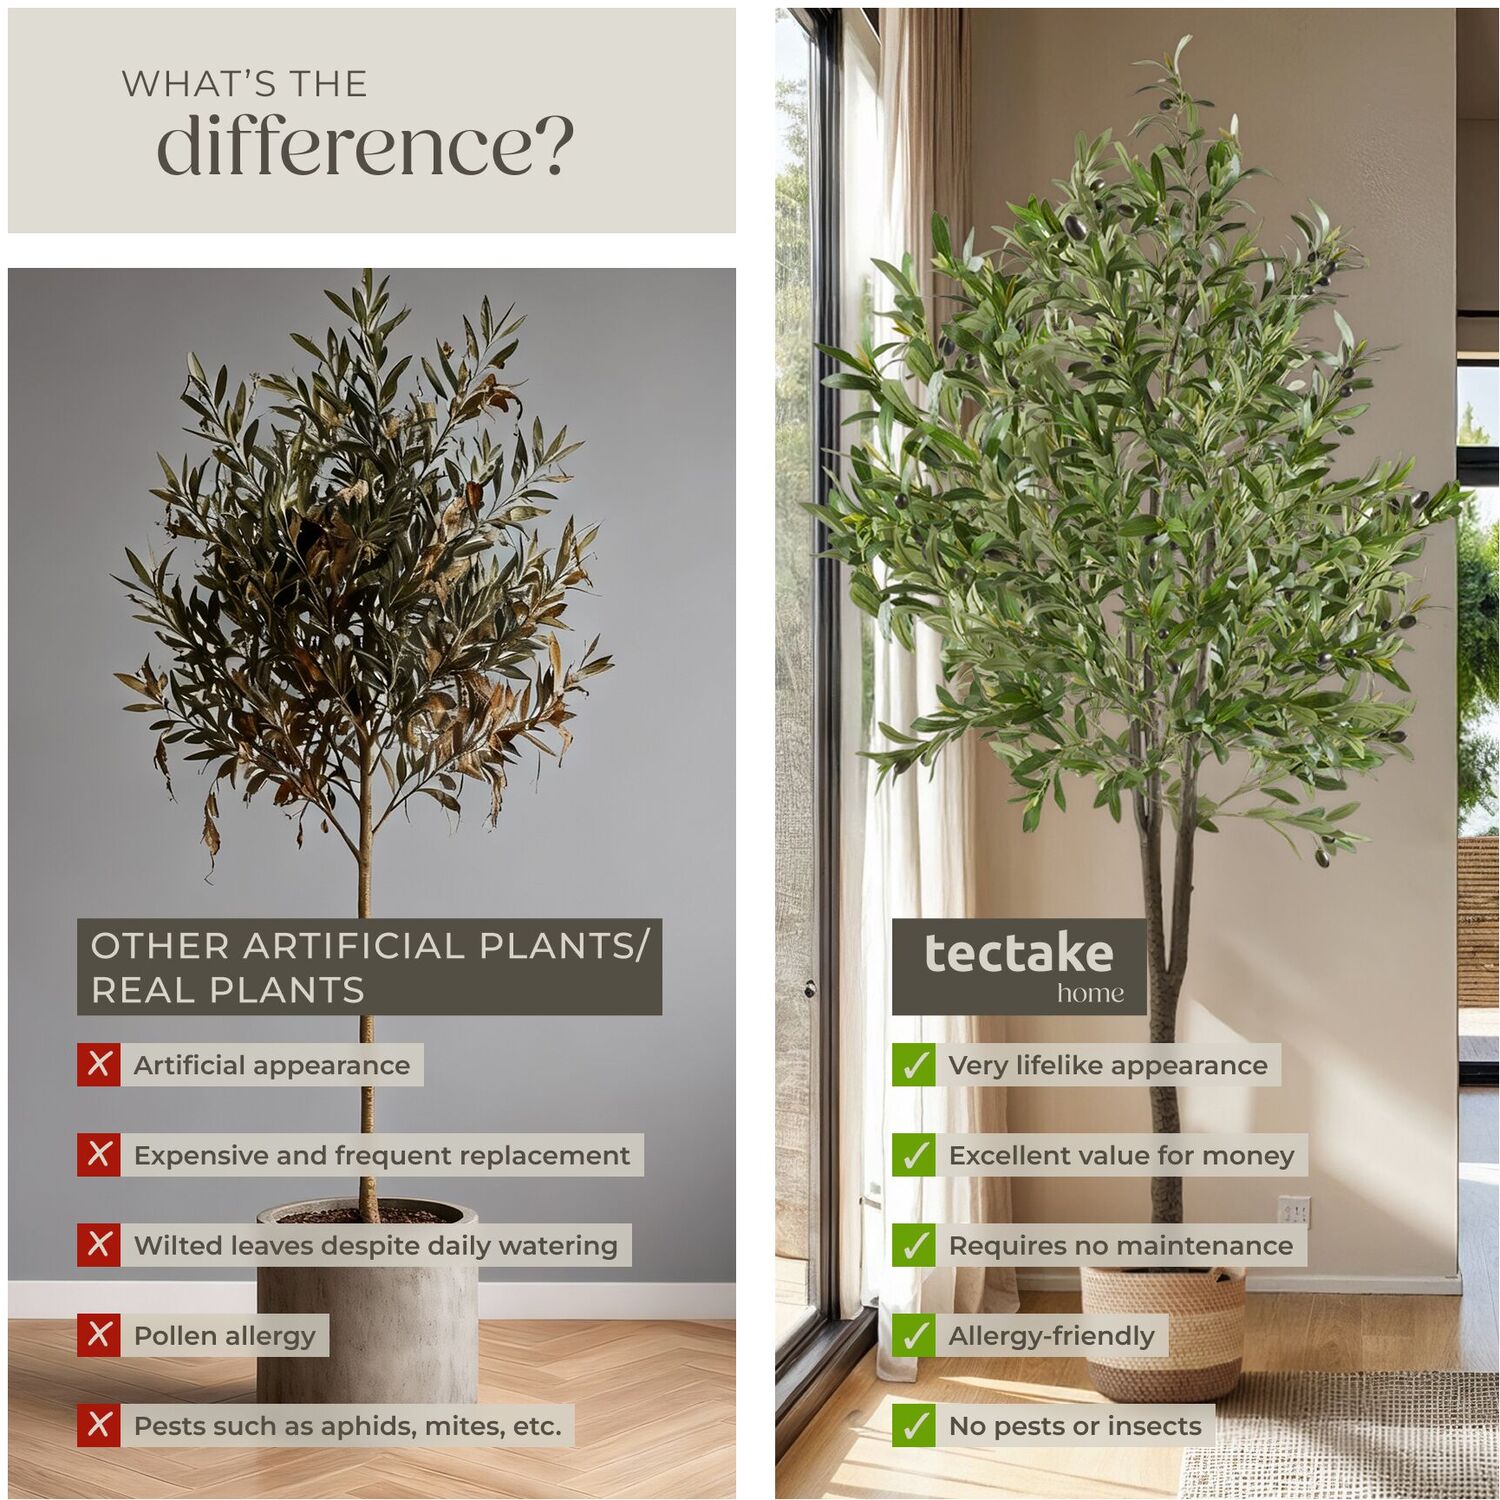 WHAT'S THE
difference?
OTHER ARTIFICIAL PLANTS/
REAL PLANTS
Artificial appearance
Expensive and frequent replacement
Wilted leaves despite daily watering
Pollen allergy
Pests such as aphids, mites, etc.
tectake
home
Very lifelike appearance
Excellent value for money
Requires no maintenance
Allergy-friendly
No pests or insects